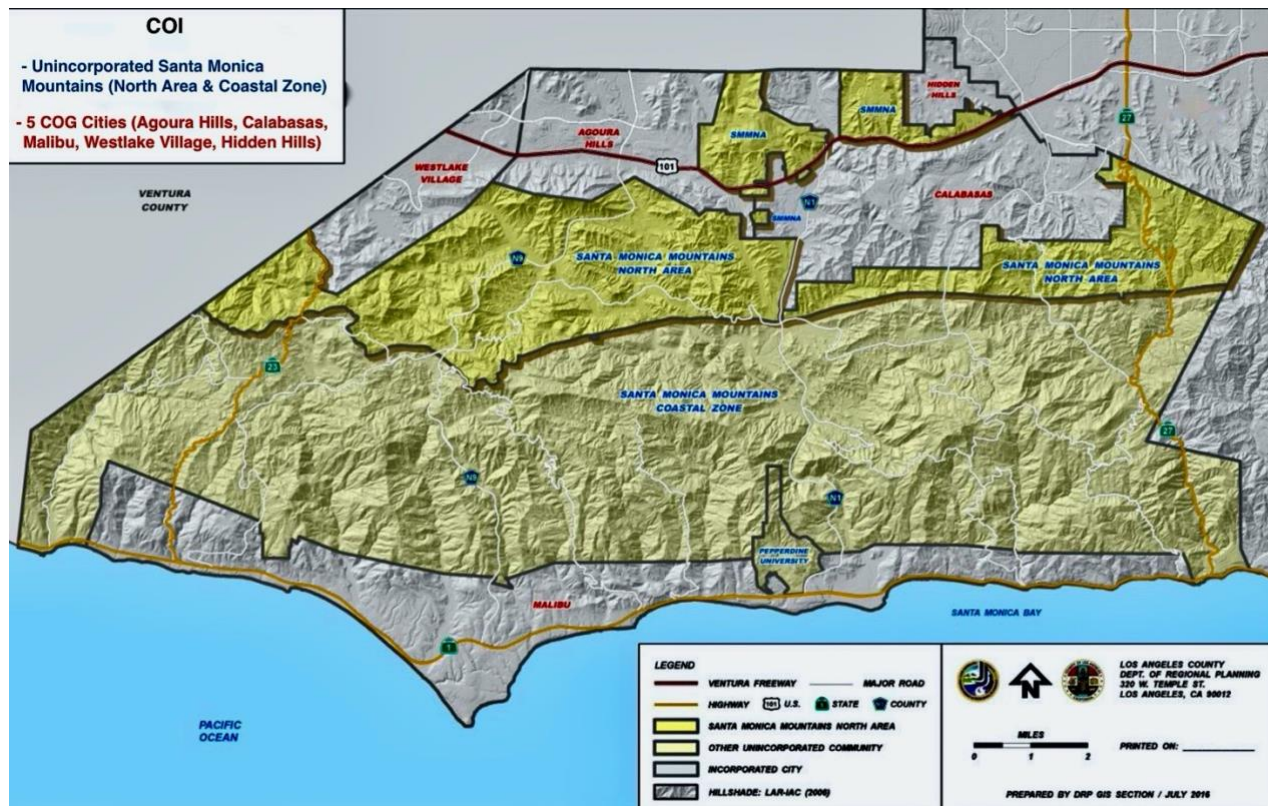 COI
- Unincorporated Santa Monica
Mountains (North Area & Coastal Zone)
- 5 COG Cities (Agoura Hills, Calabasas,
Malibu, Westlake Village, Hidden Hills)
VENTURA
COUNTY
WESTLAKE
VILLAGE
AGOURA
HILLS
101
SMMNA
SMMNA
HIDDEN
HILLS
27
SMMNA
N1
CALABASAS
N9
SANTA MONICA MOUNTAINS
NORTH AREA
SANTA MONICA MOUNTAINS
NORTH AREA
23
SANTA MONICA MOUNTAINS
COASTAL ZONE
27
N1
PEPPERDINE
UNIVERSITY
MALIBU
1
SANTA MONICA BAY
PACIFIC
OCEAN
LEGEND
VENTURA FREEWAY
MAJOR ROAD
HIGHWAY
101 U.S.
STATE
COUNTY
SANTA MONICA MOUNTAINS NORTH AREA
OTHER UNINCORPORATED COMMUNITY
INCORPORATED CITY
HILLSHADE: LAR-IAC (2006)
N
LOS ANGELES COUNTY
DEPT. OF REGIONAL PLANNING
320 W. TEMPLE ST.
LOS ANGELES, CA 90012
MILES
0 1 2
PRINTED ON: ____________
PREPARED BY DRP GIS SECTION / JULY 2016